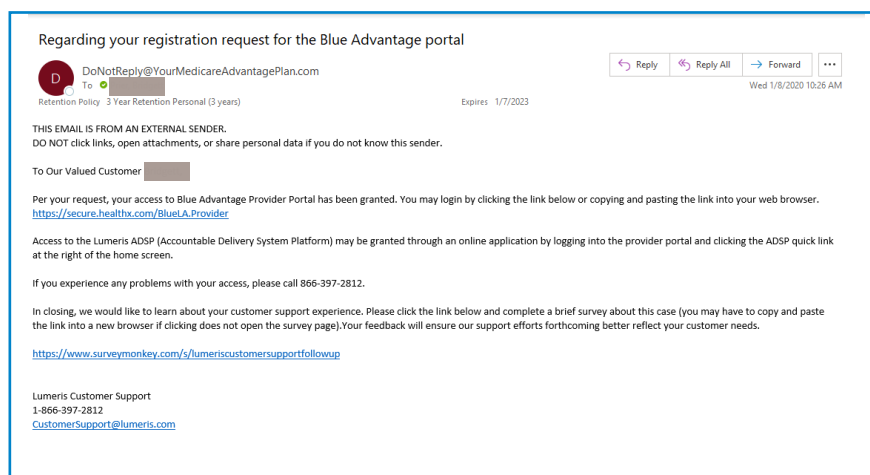 Regarding your registration request for the Blue Advantage portal
D
DoNotReply@YourMedicareAdvantagePlan.com
Reply
Reply All
Forward
To
Wed 1/8/2020 10:26 AM
Retention Policy 3 Year Retention Personal (3 years)
Expires 1/7/2023
THIS EMAIL IS FROM AN EXTERNAL SENDER.
DO NOT click links, open attachments, or share personal data if you do not know this sender.
To Our Valued Customer
Per your request, your access to Blue Advantage Provider Portal has been granted. You may login by clicking the link below or copying and pasting the link into your web browser.
https://secure.healthx.com/BlueLA.Provider
Access to the Lumeris ADSP (Accountable Delivery System Platform) may be granted through an online application by logging into the provider portal and clicking the ADSP quick link
at the right of the home screen.
If you experience any problems with your access, please call 866-397-2812.
In closing, we would like to learn about your customer support experience. Please click the link below and complete a brief survey about this case (you may have to copy and paste
the link into a new browser if clicking does not open the survey page).Your feedback will ensure our support efforts forthcoming better reflect your customer needs.
https://www.surveymonkey.com/s/lumeriscustomersupportfollowup
Lumeris Customer Support
1-866-397-2812
CustomerSupport@lumeris.com